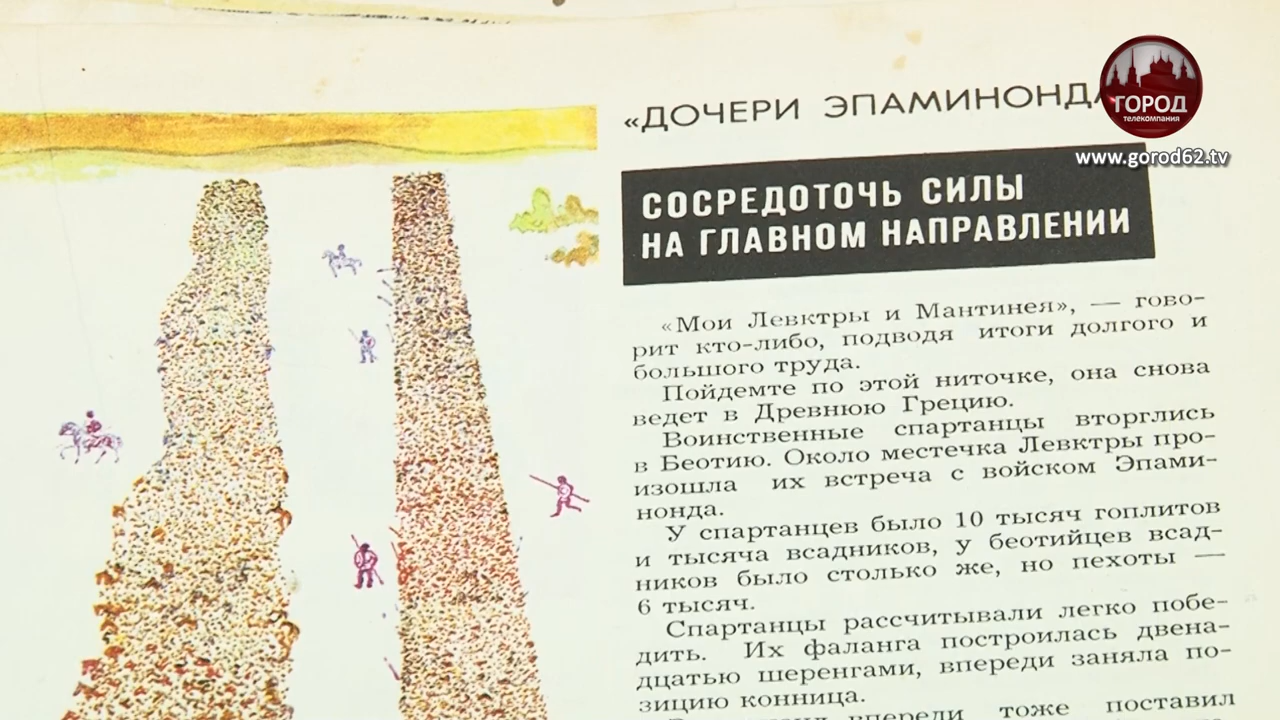 ГОРОД
телекомпания
www.gorod62.tv
«ДОЧЕРИ ЭПАМИНОНДА
СОСРЕДОТОЧЬ СИЛЫ
НА ГЛАВНОМ НАПРАВЛЕНИИ
«Мои Левктры и Мантинея», — гово-
рит кто-либо, подводя итоги долгого и
большого труда.
Пойдемте по этой ниточке, она снова
ведет в Древнюю Грецию.
Воинственные спартанцы вторглись
в Беотию. Около местечка Левктры про-
изошла их встреча с войском Эпами-
нонда.
У спартанцев было 10 тысяч гоплитов
и тысяча всадников, у беотийцев всад-
ников было столько же, но пехоты —
6 тысяч.
Спартанцы рассчитывали легко побе-
дить. Их фаланга построилась двена-
дцатью шеренгами, впереди заняла по-
зицию конница.
впереди тоже поставил